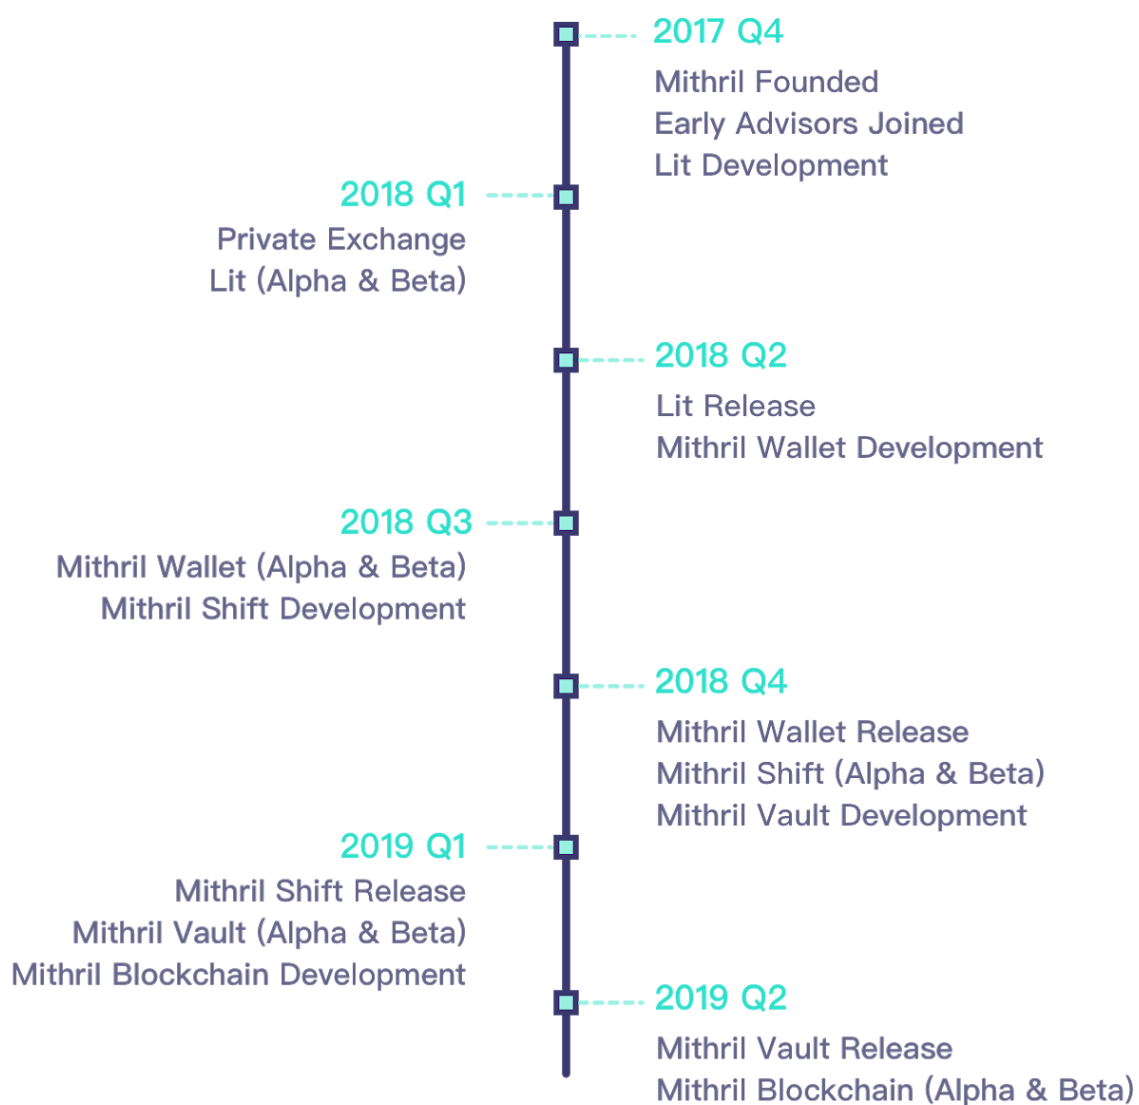 2017 Q4
Mithril Founded
Early Advisors Joined
Lit Development
2018 Q1
Private Exchange
Lit (Alpha & Beta)
2018 Q2
Lit Release
Mithril Wallet Development
2018 Q3
Mithril Wallet (Alpha & Beta)
Mithril Shift Development
2018 Q4
Mithril Wallet Release
Mithril Shift (Alpha & Beta)
Mithril Vault Development
2019 Q1
Mithril Shift Release
Mithril Vault (Alpha & Beta)
Mithril Blockchain Development
2019 Q2
Mithril Vault Release
Mithril Blockchain (Alpha & Beta)